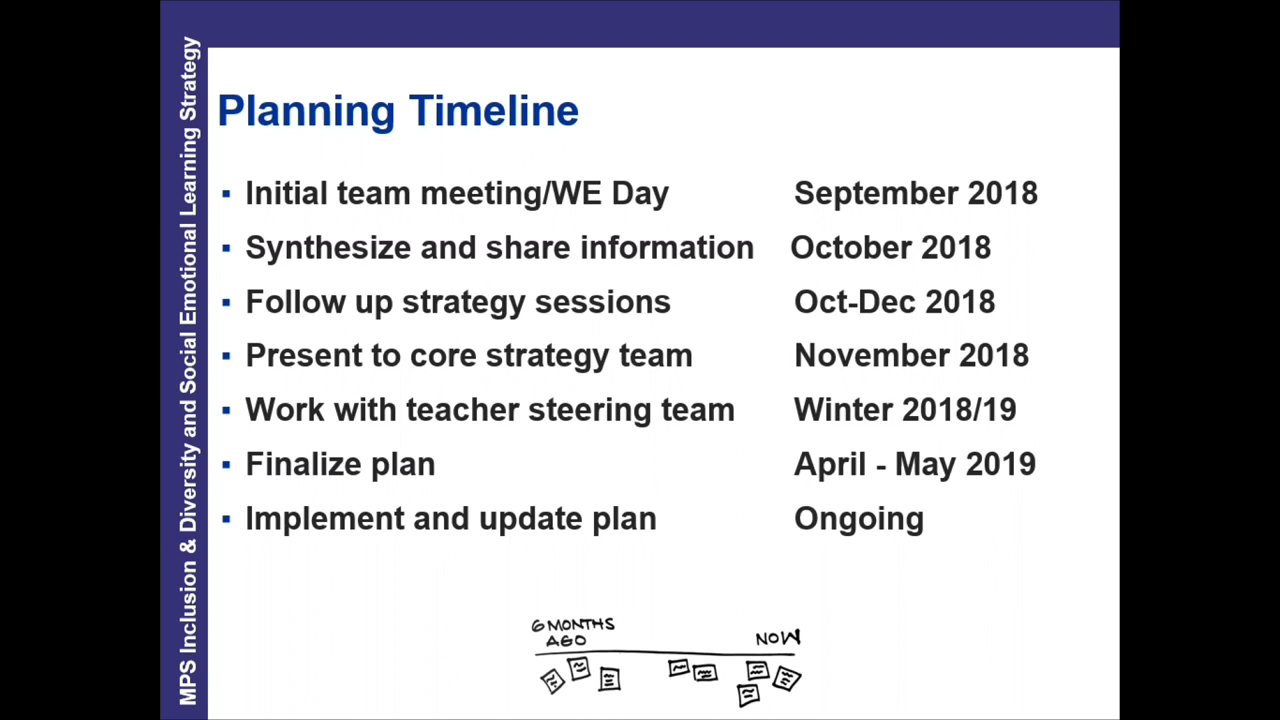 MPS Inclusion & Diversity and Social Emotional Learning Strategy
Planning Timeline
▪ Initial team meeting/WE Day September 2018
▪ Synthesize and share information October 2018
▪ Follow up strategy sessions Oct-Dec 2018
▪ Present to core strategy team November 2018
▪ Work with teacher steering team Winter 2018/19
▪ Finalize plan April - May 2019
▪ Implement and update plan Ongoing
6 MONTHS
AGO NOW